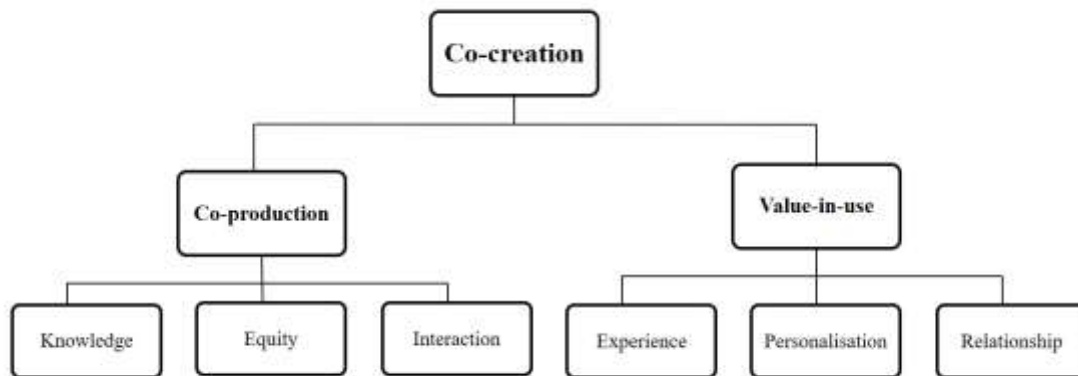 Co-creation
Co-production
Value-in-use
Knowledge
Equity
Interaction
Experience
Personalisation
Relationship